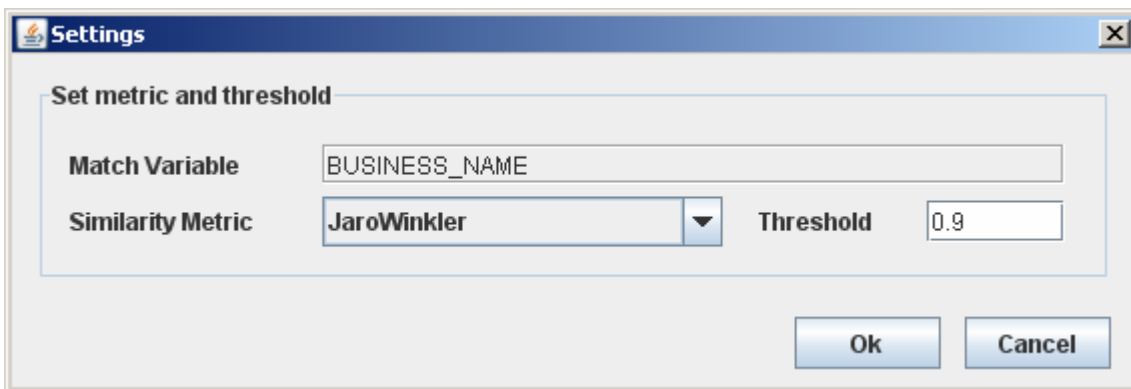 Settings
Set metric and threshold
Match Variable BUSINESS_NAME
Similarity Metric JaroWinkler Threshold 0.9
Ok Cancel